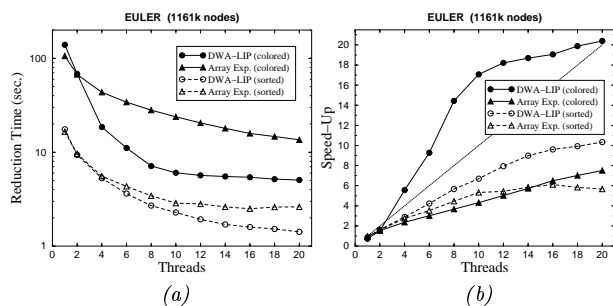 EULER (1161k nodes)
100
10
1
Reduction Time (sec.)
DWA–LIP (colored)
Array Exp. (colored)
DWA–LIP (sorted)
Array Exp. (sorted)
0 2 4 6 8 10 12 14 16 18 20
Threads
(a)
EULER (1161k nodes)
20
18
16
14
12
10
8
6
4
2
0
Speed–Up
DWA–LIP (colored)
Array Exp. (colored)
DWA–LIP (sorted)
Array Exp. (sorted)
0 2 4 6 8 10 12 14 16 18 20
Threads
(b)